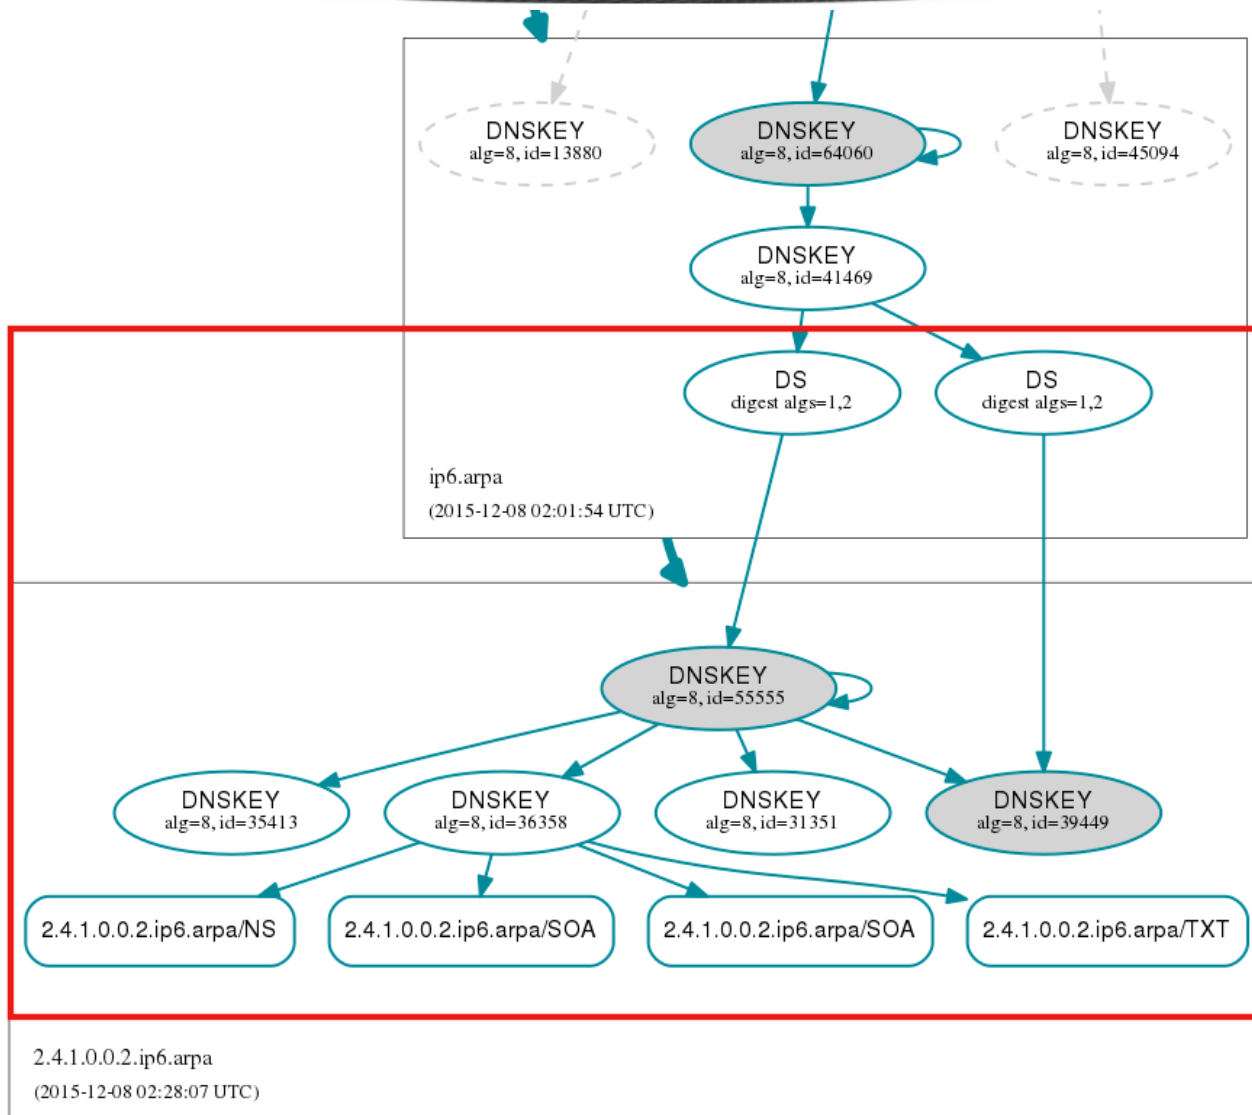 DNSKEY
alg=8, id=13880
DNSKEY
alg=8, id=64060
DNSKEY
alg=8, id=45094
DNSKEY
alg=8, id=41469
DS
digest algs=1,2
DS
digest algs=1,2
ip6.arpa
(2015-12-08 02:01:54 UTC)
DNSKEY
alg=8, id=55555
DNSKEY
alg=8, id=35413
DNSKEY
alg=8, id=36358
DNSKEY
alg=8, id=31351
DNSKEY
alg=8, id=39449
2.4.1.0.0.2.ip6.arpa/NS
2.4.1.0.0.2.ip6.arpa/SOA
2.4.1.0.0.2.ip6.arpa/SOA
2.4.1.0.0.2.ip6.arpa/TXT
2.4.1.0.0.2.ip6.arpa
(2015-12-08 02:28:07 UTC)